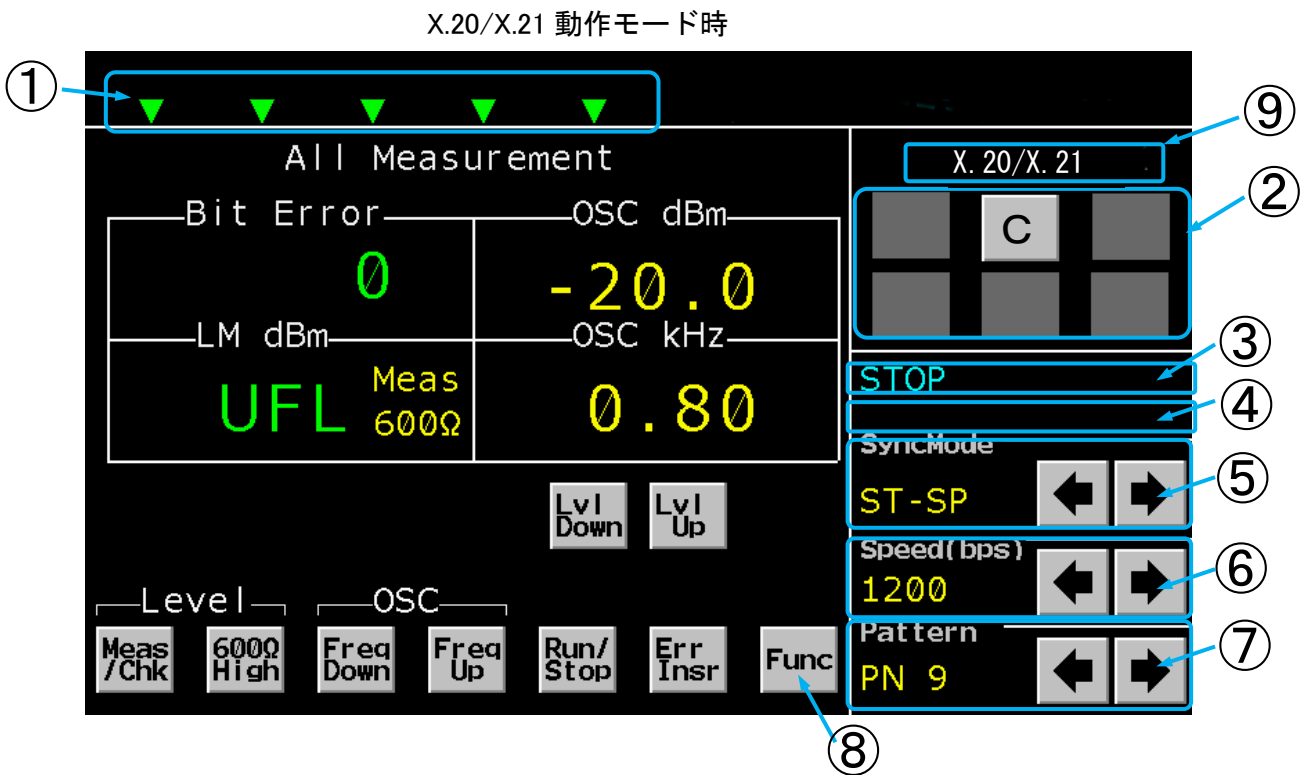 X.20/X.21 動作モード時
①
⑨
All Measurement
X.20/X.21
②
Bit Error
OSC dBm
C
0
-20.0
LM dBm
OSC kHz
③
UFL
Meas
600Ω
0.80
STOP
④
SyncMode
⑤
ST-SP
Lvl
Down
Lvl
Up
Speed(bps)
⑥
1200
Level
OSC
Pattern
⑦
Meas
/Chk
600Ω
High
Freq
Down
Freq
Up
Run/
Stop
Err
Insr
Func
PN 9
⑧